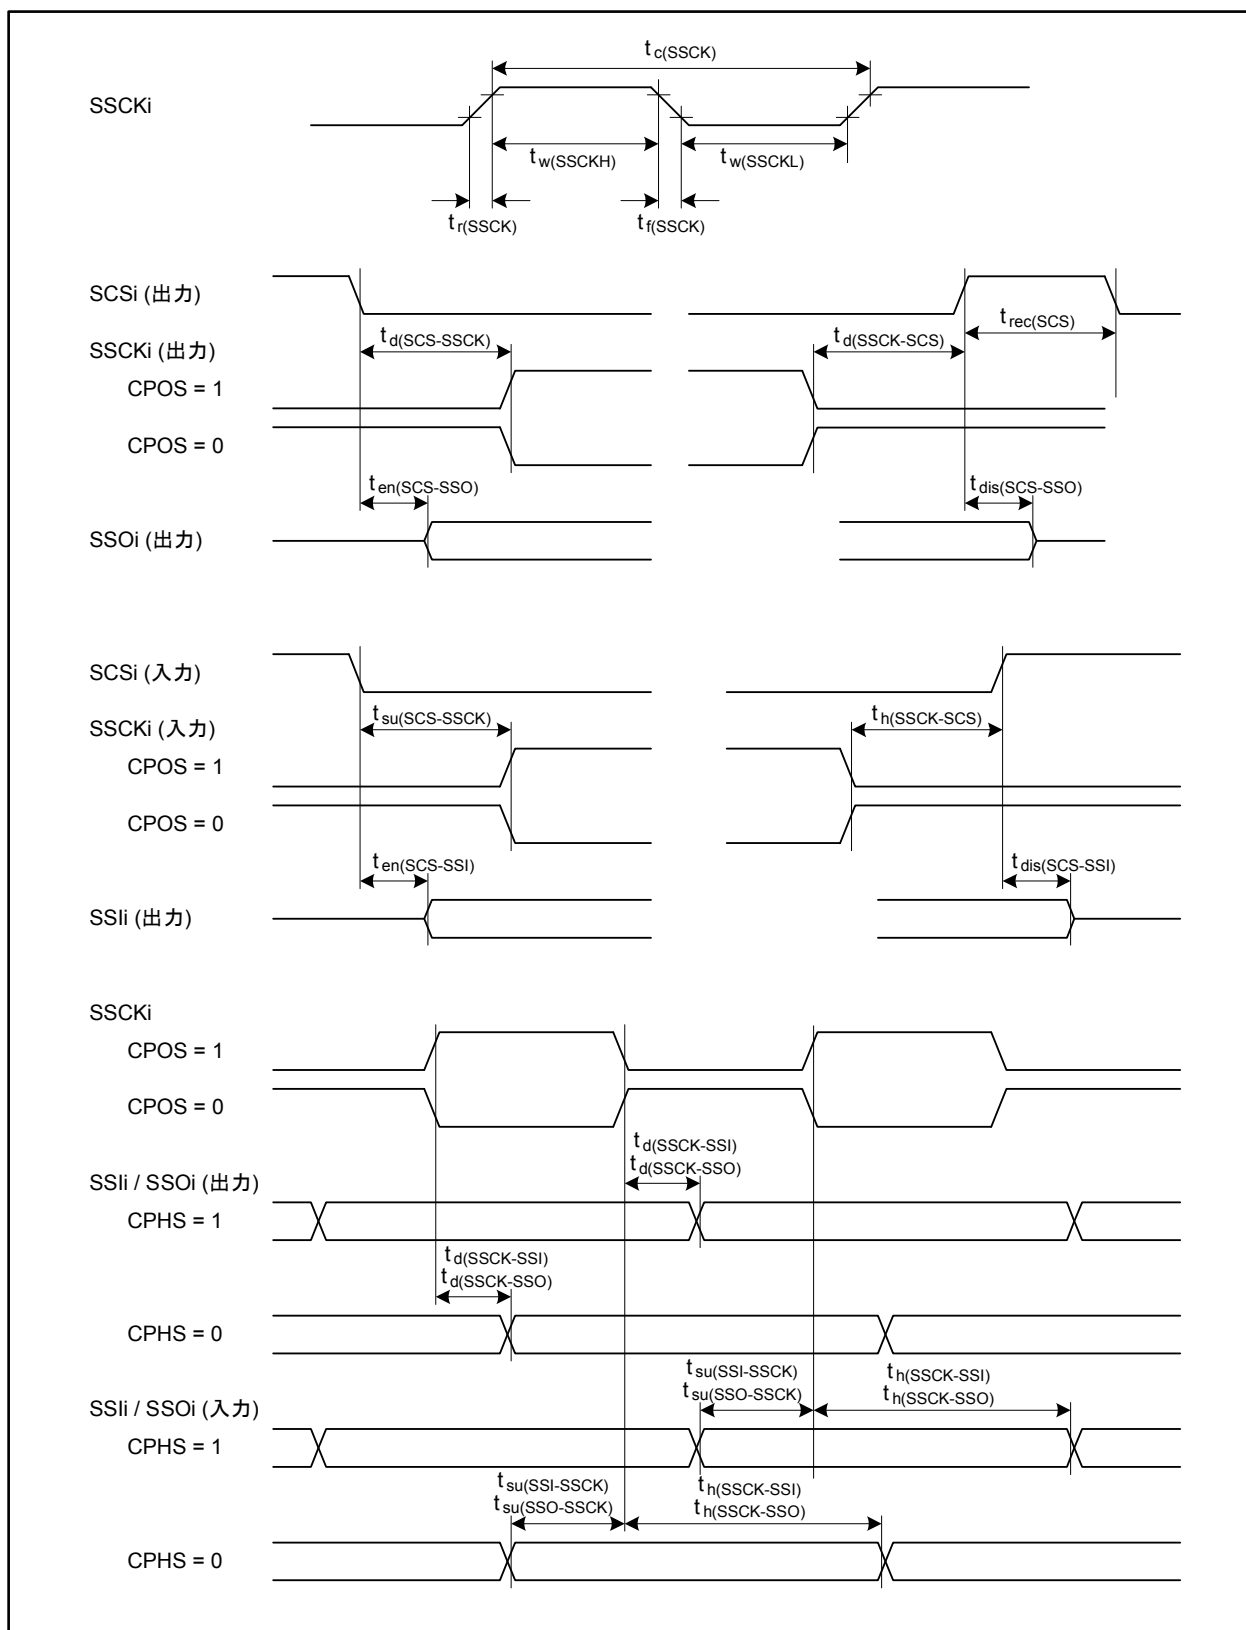 tc(SSCK)
SSCKi
tw(SSCKH)
tw(SSCKL)
tr(SSCK)
tf(SSCK)
SCSi (出力)
trec(SCS)
td(SCS-SSCK)
td(SSCK-SCS)
SSCKi (出力)
CPOS = 1
CPOS = 0
ten(SCS-SSO)
tdis(SCS-SSO)
SSOi (出力)
SCSi (入力)
tsu(SCS-SSCK)
th(SSCK-SCS)
SSCKi (入力)
CPOS = 1
CPOS = 0
ten(SCS-SSI)
tdis(SCS-SSI)
SSIi (出力)
SSCKi
CPOS = 1
CPOS = 0
td(SSCK-SSI)
td(SSCK-SSO)
SSIi / SSOi (出力)
CPHS = 1
td(SSCK-SSI)
td(SSCK-SSO)
CPHS = 0
tsu(SSI-SSCK)
tsu(SSO-SSCK)
th(SSCK-SSI)
th(SSCK-SSO)
SSIi / SSOi (入力)
CPHS = 1
tsu(SSI-SSCK)
tsu(SSO-SSCK)
th(SSCK-SSI)
th(SSCK-SSO)
CPHS = 0